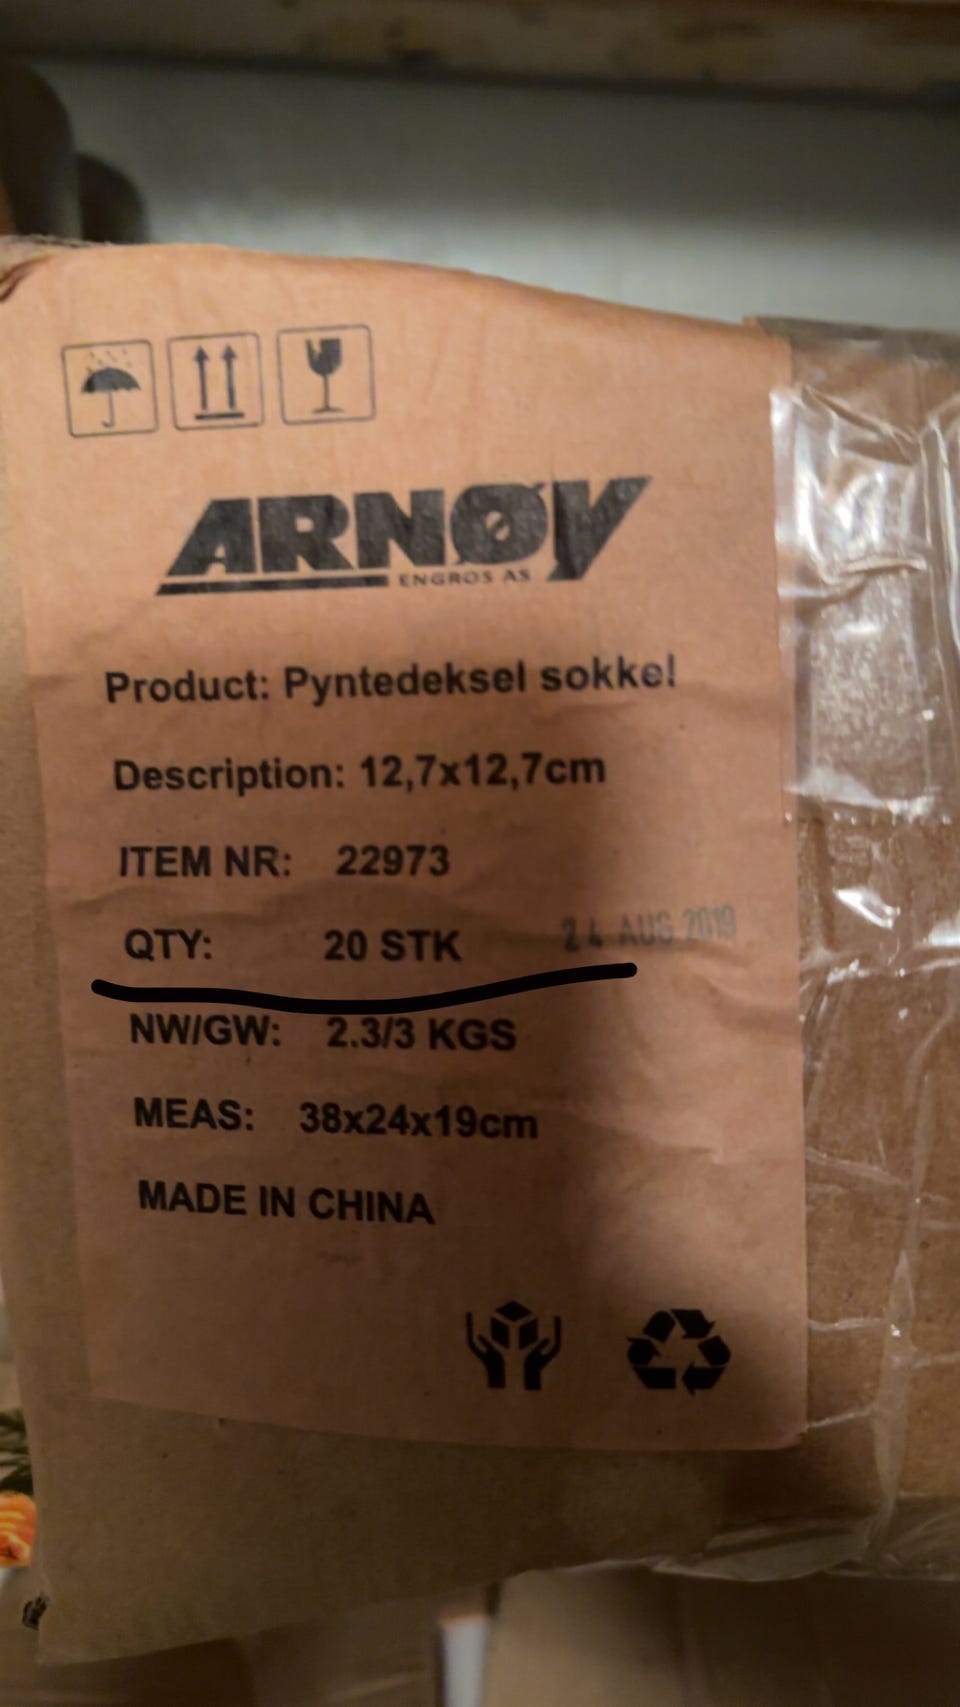 ARNØY
ENGROS AS
Product: Pyntedeksel sokkel
Description: 12,7x12,7cm
ITEM NR: 22973
QTY: 20 STK 24 AUG 2019
NW/GW: 2.3/3 KGS
MEAS: 38x24x19cm
MADE IN CHINA